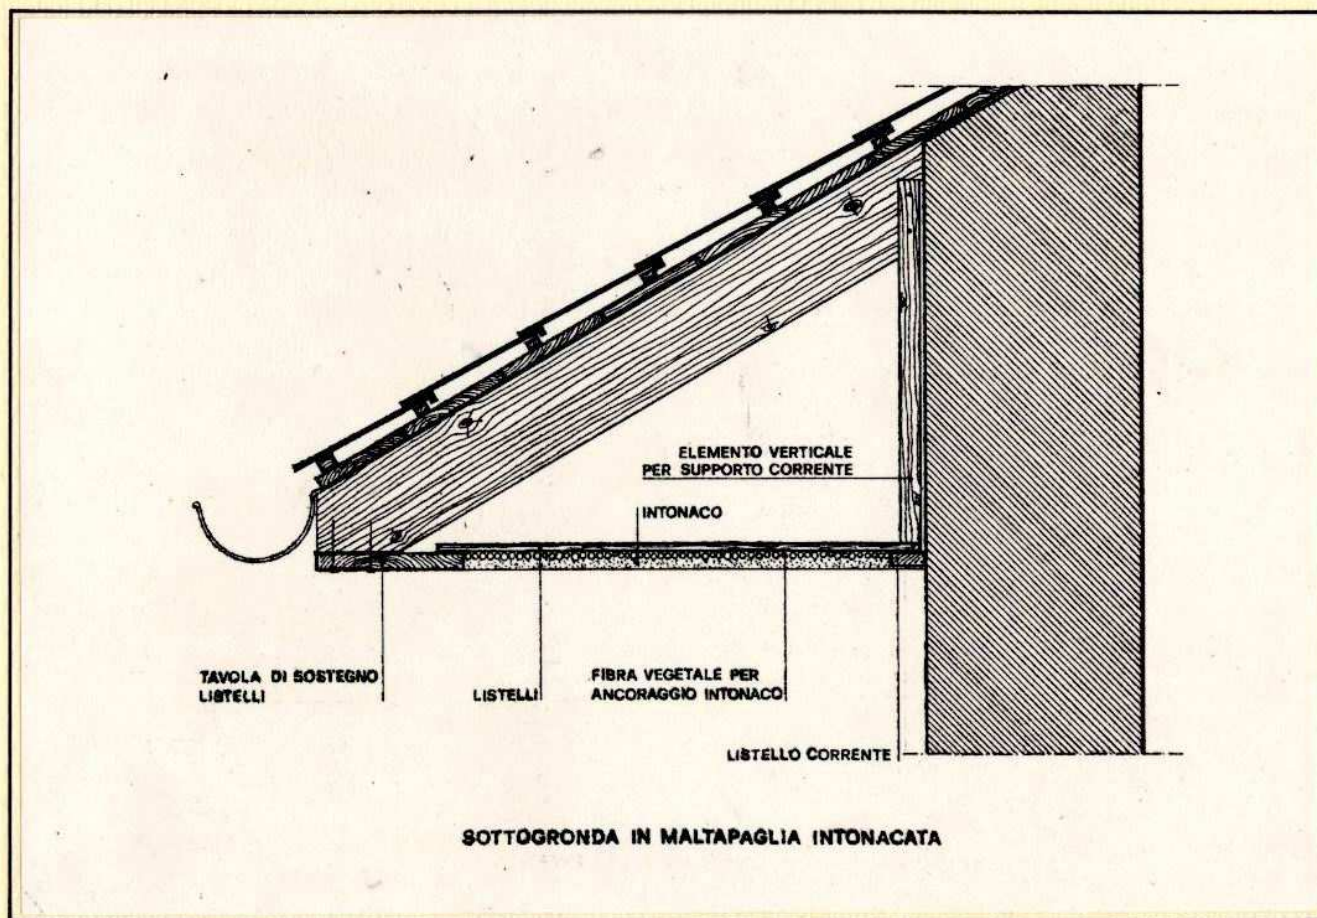 ELEMENTO VERTICALE
PER SUPPORTO CORRENTE
INTONACO
TAVOLA DI SOSTEGNO
LISTELLI
LISTELLI
FIBRA VEGETALE PER
ANCORAGGIO INTONACO
LISTELLO CORRENTE
SOTTOGRONDA IN MALTAPAGLIA INTONACATA